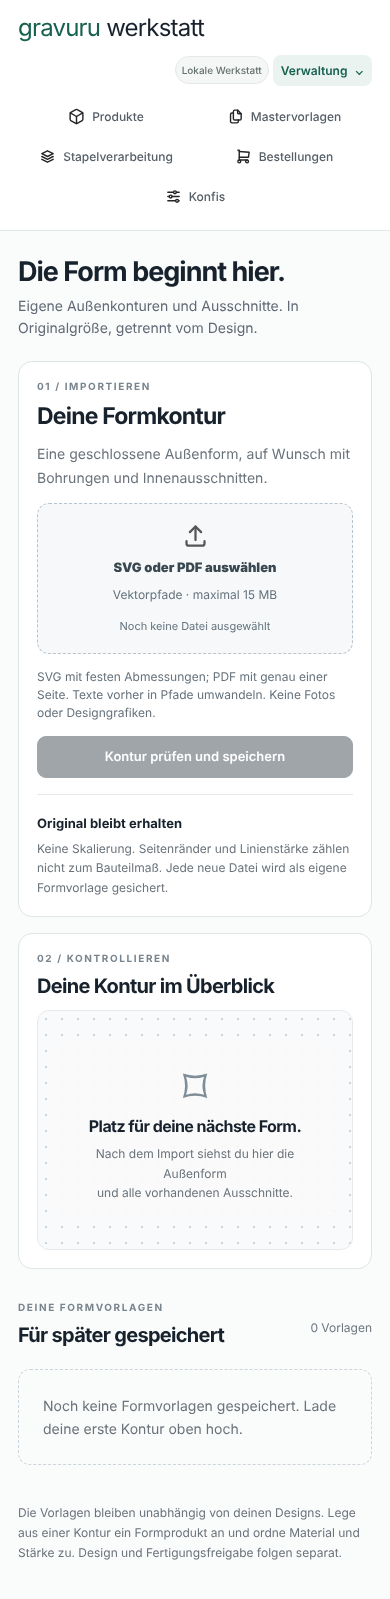 gravuru werkstatt
Lokale Werkstatt
Verwaltung
Produkte
Mastervorlagen
Stapelverarbeitung
Bestellungen
Konfis
Die Form beginnt hier.
Eigene Außenkonturen und Ausschnitte. In
Originalgröße, getrennt vom Design.
01 / IMPORTIEREN
Deine Formkontur
Eine geschlossene Außenform, auf Wunsch mit
Bohrungen und Innenausschnitten.
SVG oder PDF auswählen
Vektorpfade · maximal 15 MB
Noch keine Datei ausgewählt
SVG mit festen Abmessungen; PDF mit genau einer
Seite. Texte vorher in Pfade umwandeln. Keine Fotos
oder Designgrafiken.
Kontur prüfen und speichern
Original bleibt erhalten
Keine Skalierung. Seitenränder und Linienstärke zählen
nicht zum Bauteilmaß. Jede neue Datei wird als eigene
Formvorlage gesichert.
02 / KONTROLLIEREN
Deine Kontur im Überblick
Platz für deine nächste Form.
Nach dem Import siehst du hier die
Außenform
und alle vorhandenen Ausschnitte.
DEINE FORMVORLAGEN
Für später gespeichert
0 Vorlagen
Noch keine Formvorlagen gespeichert. Lade
deine erste Kontur oben hoch.
Die Vorlagen bleiben unabhängig von deinen Designs. Lege
aus einer Kontur ein Formprodukt an und ordne Material und
Stärke zu. Design und Fertigungsfreigabe folgen separat.